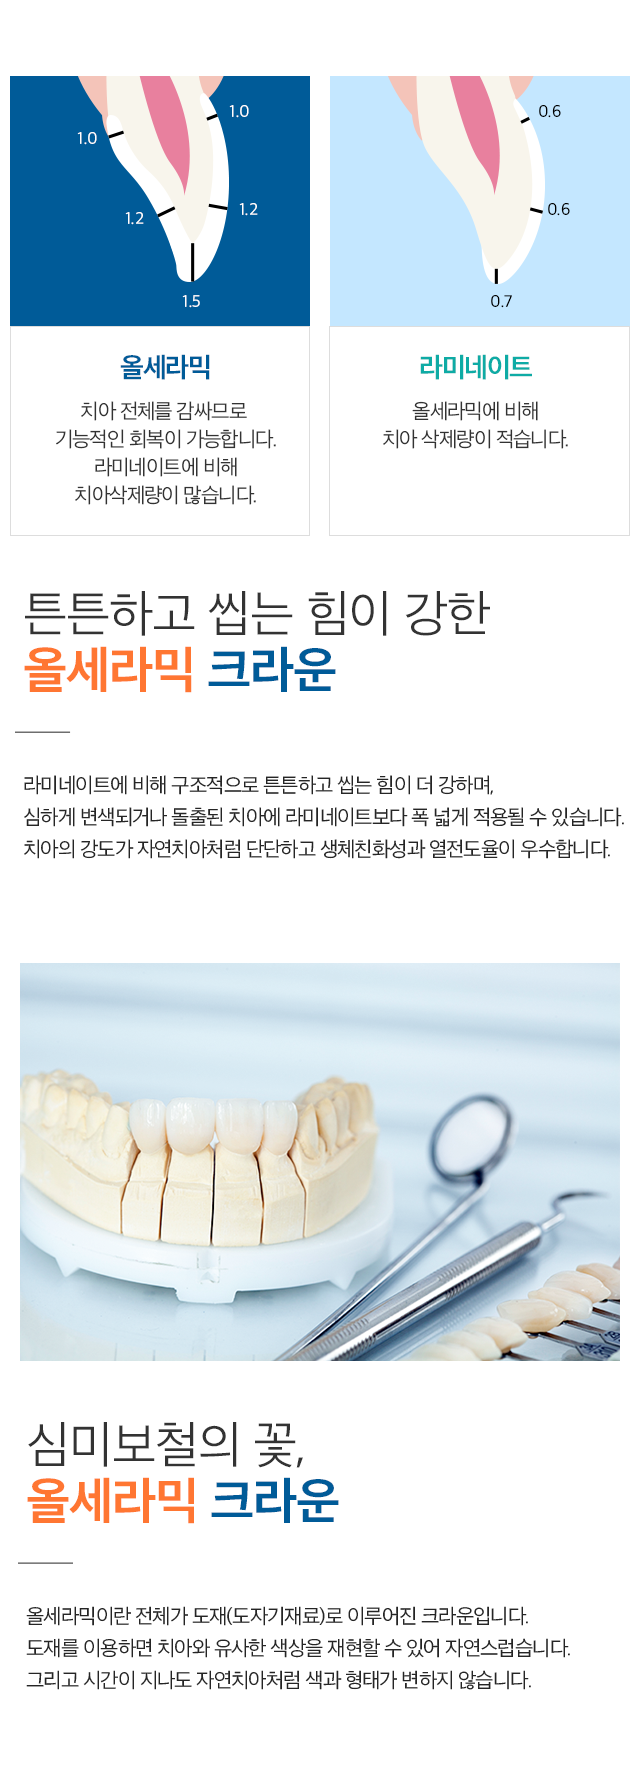 1.0
1.0
1.2
1.2
1.5
0.6
0.6
0.7
올세라믹
치아 전체를 감싸므로
기능적인 회복이 가능합니다.
라미네이트에 비해
치아삭제량이 많습니다.
라미네이트
올세라믹에 비해
치아 삭제량이 적습니다.
튼튼하고 씹는 힘이 강한
올세라믹 크라운
라미네이트에 비해 구조적으로 튼튼하고 씹는 힘이 더 강하며,
심하게 변색되거나 돌출된 치아에 라미네이트보다 폭 넓게 적용될 수 있습니다.
치아의 강도가 자연치아처럼 단단하고 생체친화성과 열전도율이 우수합니다.
심미보철의 꽃,
올세라믹 크라운
올세라믹이란 전체가 도재(도자기재료)로 이루어진 크라운입니다.
도재를 이용하면 치아와 유사한 색상을 재현할 수 있어 자연스럽습니다.
그리고 시간이 지나도 자연치아처럼 색과 형태가 변하지 않습니다.